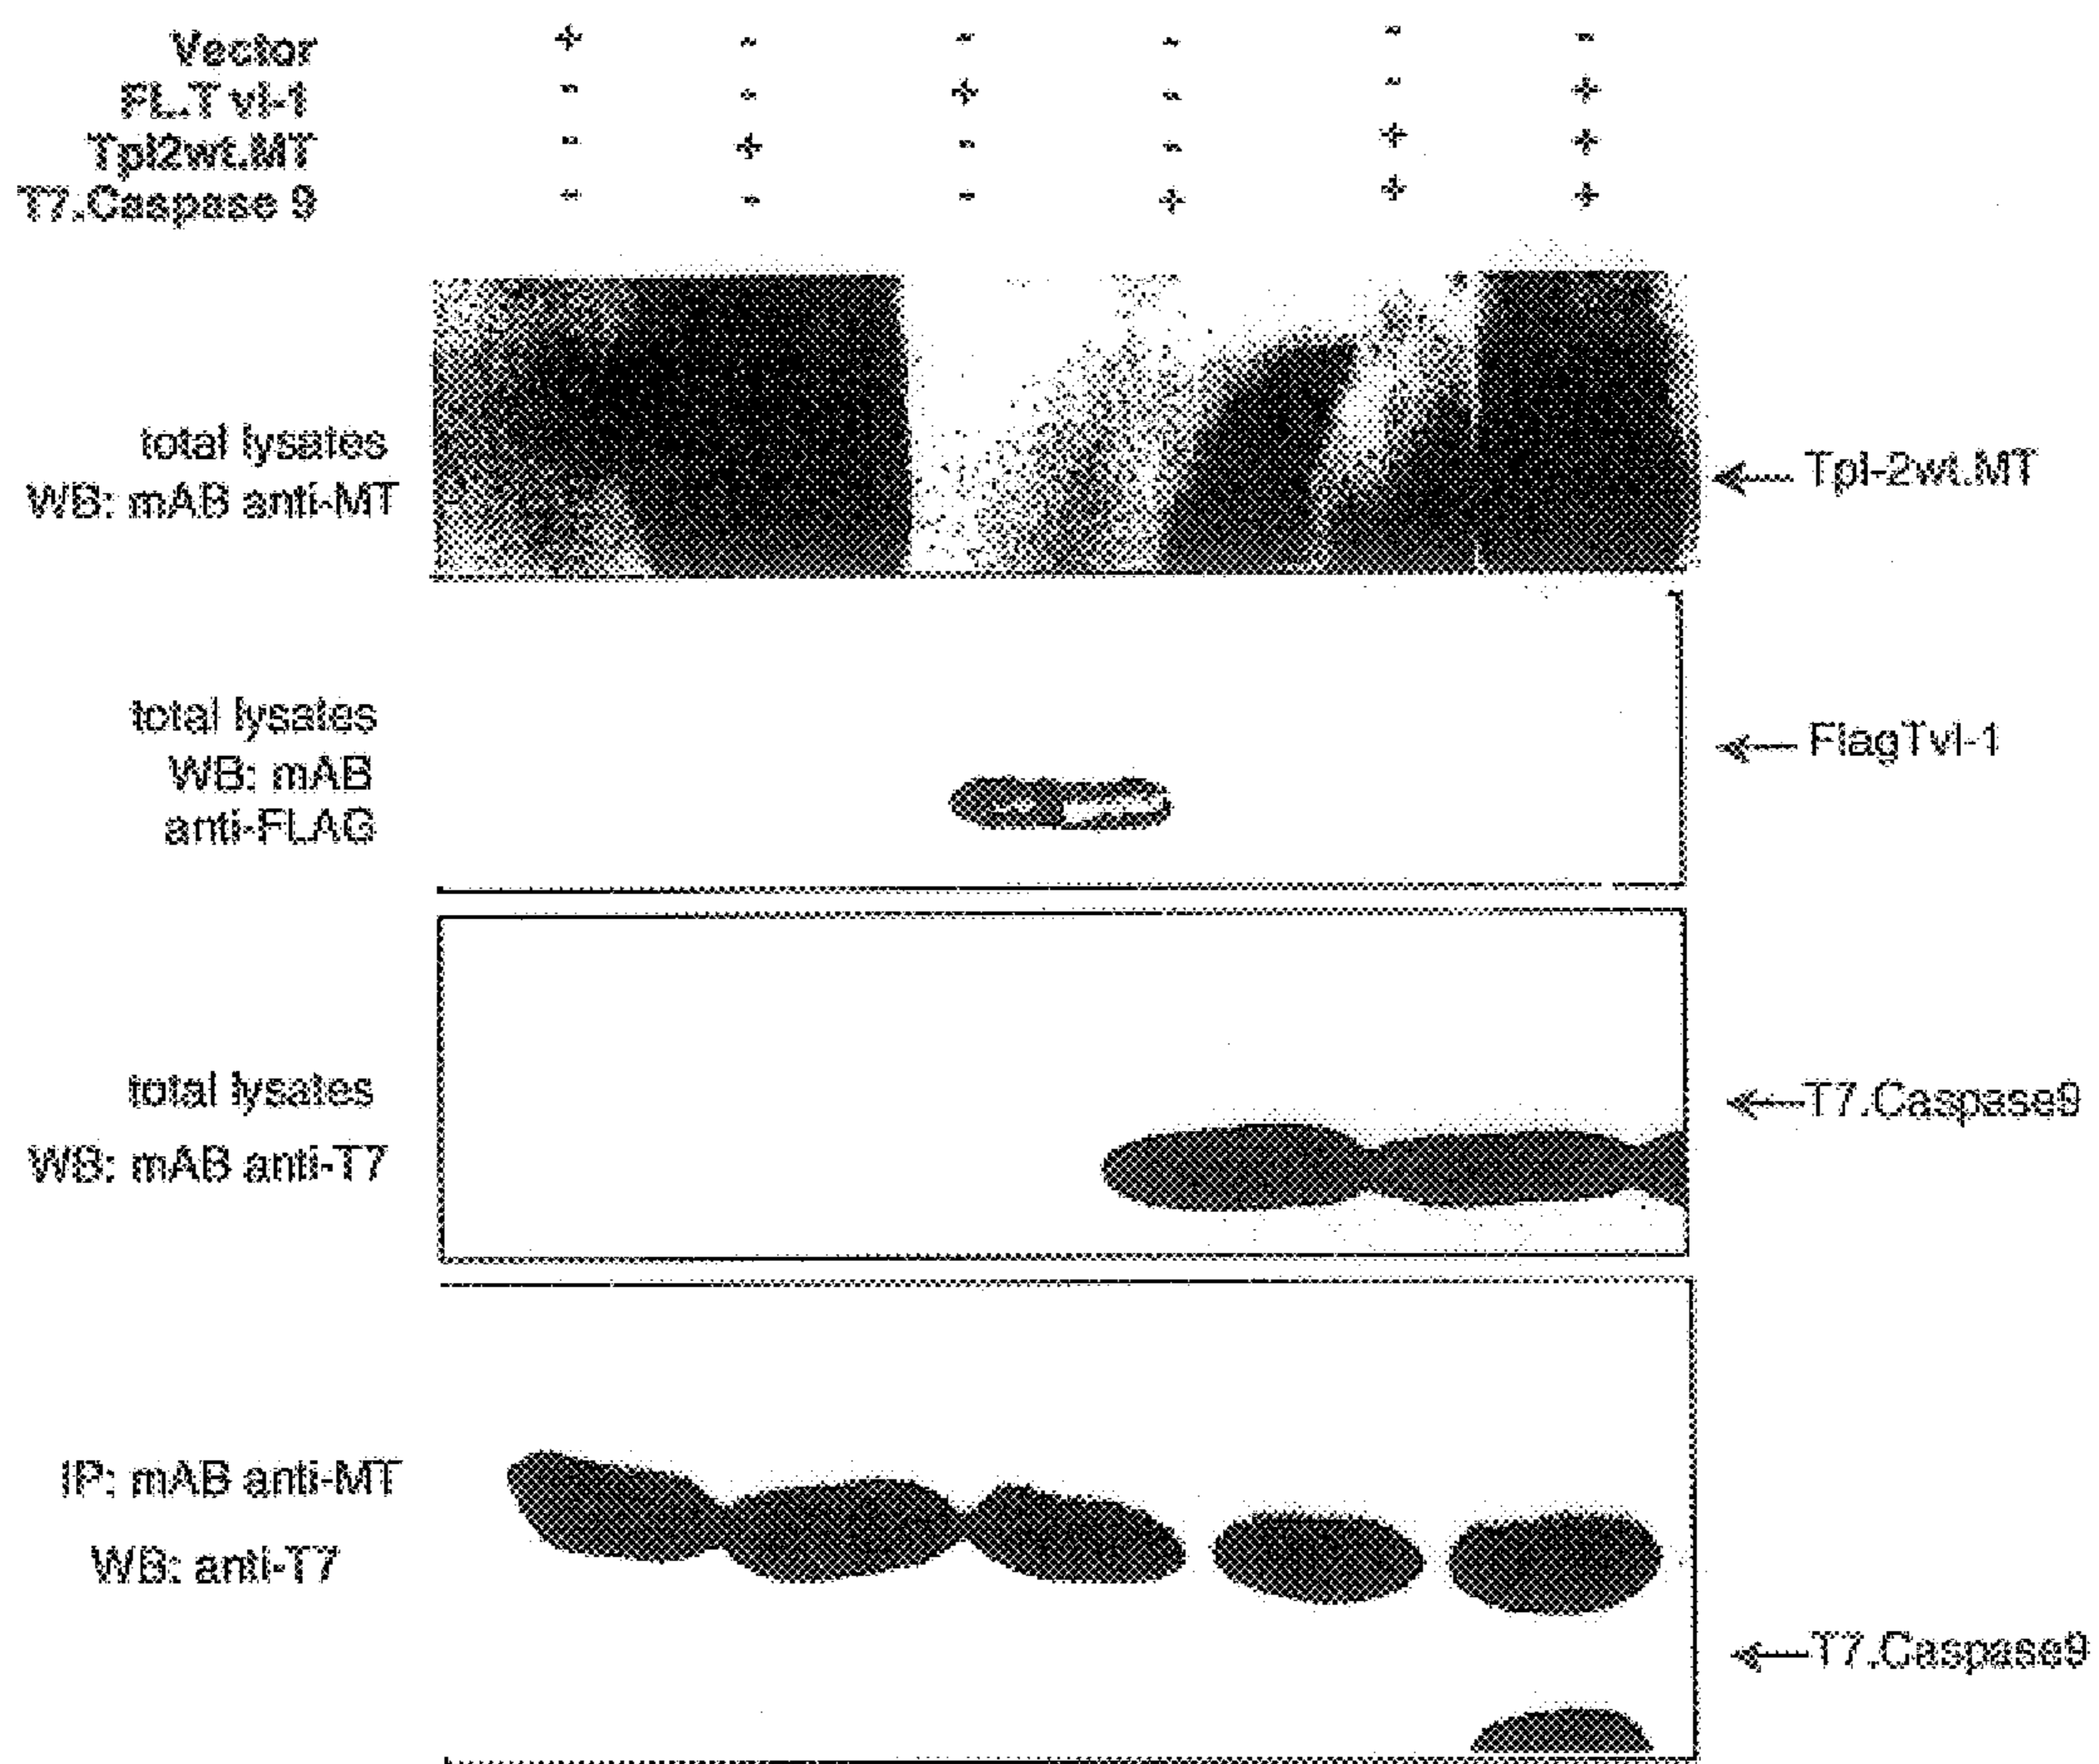 Vector + - - - - -
FL.Tvl-1 - - + - - +
Tpl2wt.MT - + - - + +
T7.Caspase 9 - - - + + +
total lysates
WB: mAB anti-MT
Tpl-2wt.MT
total lysates
WB: mAB
anti-FLAG
FlagTvl-1
total lysates
WB: mAB anti-T7
T7.Caspase9
IP: mAB anti-MT
WB: anti-T7
T7.Caspase9